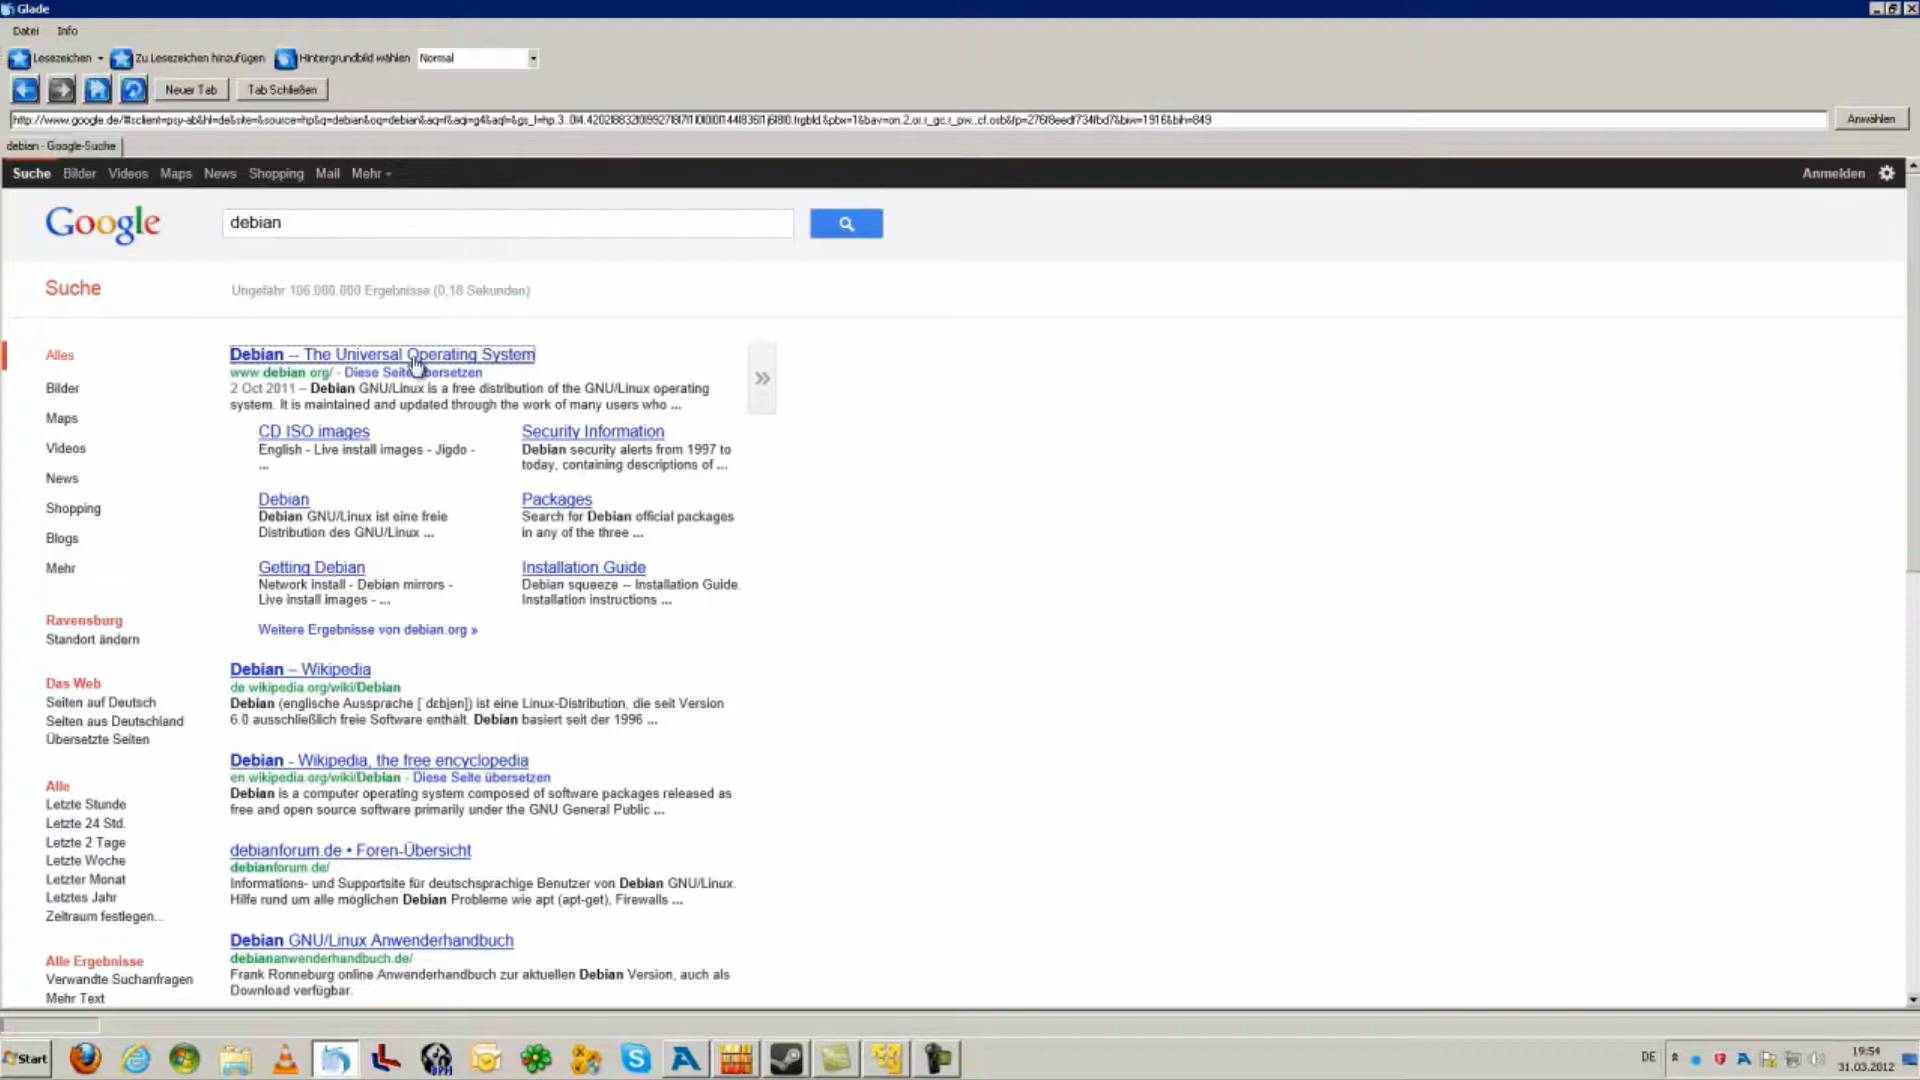 Glade
Datei Info
Lesezeichen Zu Lesezeichen hinzufügen Hintergrundbild wählen Normal
Neuer Tab Tab Schließen
Anwählen
debian - Google-Suche
Suche Bilder Videos Maps News Shopping Mail Mehr Anmelden
Google debian
Suche Ungefähr 106.000.000 Ergebnisse (0,18 Sekunden)
Alles
Bilder
Maps
Videos
News
Shopping
Blogs
Mehr
Ravensburg
Standort ändern
Das Web
Seiten auf Deutsch
Seiten aus Deutschland
Übersetzte Seiten
Alle
Letzte Stunde
Letzte 24 Std.
Letzte 2 Tage
Letzte Woche
Letzter Monat
Letztes Jahr
Zeitraum festlegen...
Alle Ergebnisse
Verwandte Suchanfragen
Mehr Text
Debian – The Universal Operating System
www.debian.org/ - Diese Seite übersetzen
2 Oct 2011 – Debian GNU/Linux is a free distribution of the GNU/Linux operating
system. It is maintained and updated through the work of many users who ...
CD ISO images
English - Live install images - Jigdo -
...
Security Information
Debian security alerts from 1997 to
today, containing descriptions of ...
Debian
Debian GNU/Linux ist eine freie
Distribution des GNU/Linux ...
Packages
Search for Debian official packages
in any of the three ...
Getting Debian
Network install - Debian mirrors -
Live install images - ...
Installation Guide
Debian squeeze -- Installation Guide.
Installation instructions ...
Weitere Ergebnisse von debian.org »
Debian – Wikipedia
de.wikipedia.org/wiki/Debian
Debian (englische Aussprache [ˈdɛbiən]) ist eine Linux-Distribution, die seit Version
6.0 ausschließlich freie Software enthält. Debian basiert seit der 1996 ...
Debian - Wikipedia, the free encyclopedia
en.wikipedia.org/wiki/Debian - Diese Seite übersetzen
Debian is a computer operating system composed of software packages released as
free and open source software primarily under the GNU General Public ...
debianforum.de • Foren-Übersicht
debianforum.de/
Informations- und Supportsite für deutschsprachige Benutzer von Debian GNU/Linux.
Hilfe rund um alle möglichen Debian Probleme wie apt (apt-get), Firewalls ...
Debian GNU/Linux Anwenderhandbuch
debiananwenderhandbuch.de/
Frank Ronneburg online Anwenderhandbuch zur aktuellen Debian Version, auch als
Download verfügbar.
Start DE 19:54
31.03.2012